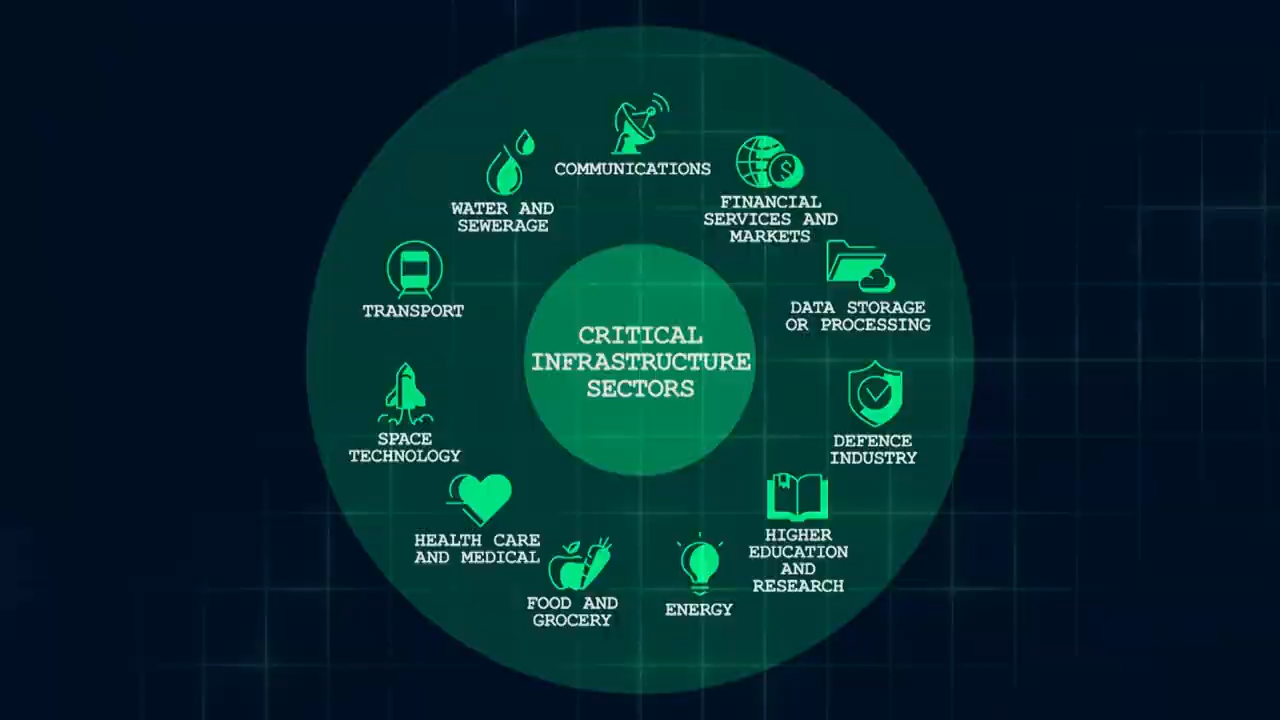 COMMUNICATIONS
FINANCIAL
SERVICES AND
MARKETS
WATER AND
SEWERAGE
DATA STORAGE
OR PROCESSING
TRANSPORT
CRITICAL
INFRASTRUCTURE
SECTORS
DEFENCE
INDUSTRY
SPACE
TECHNOLOGY
HIGHER
EDUCATION
AND
RESEARCH
HEALTH CARE
AND MEDICAL
FOOD AND
GROCERY
ENERGY